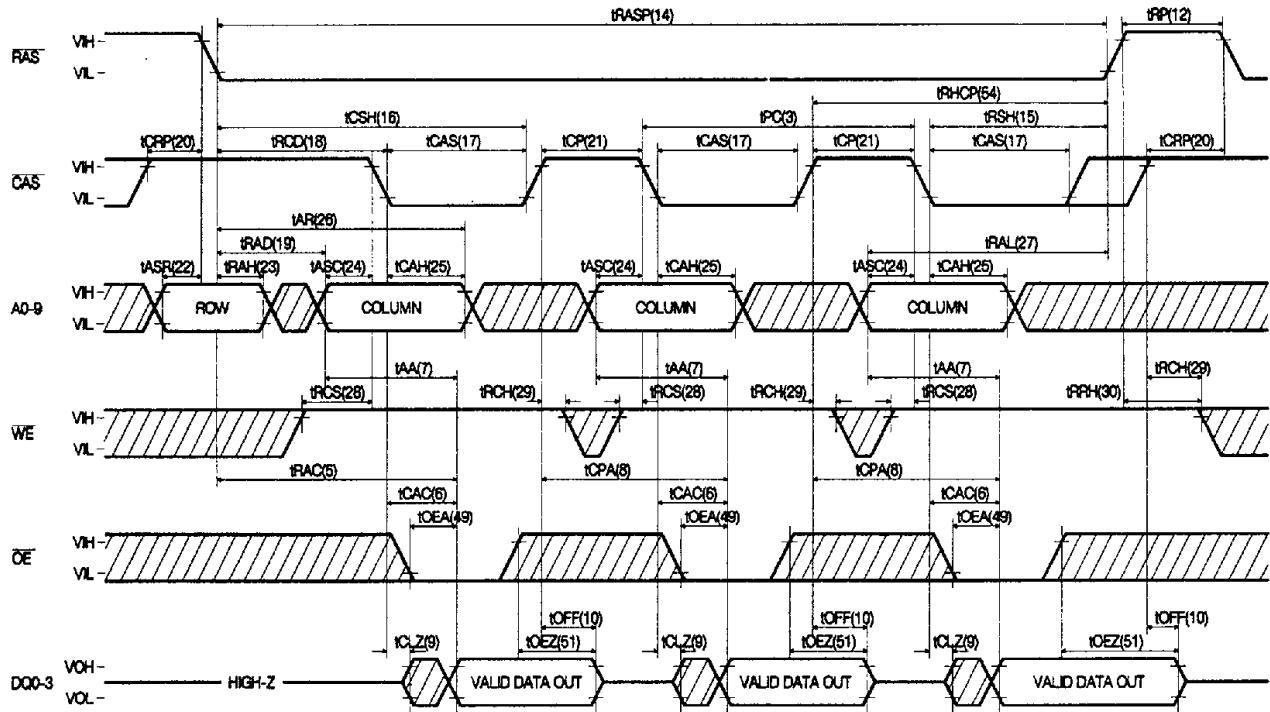 tRASP(14) tRP(12)
RAS VIH
VIL
tRHCP(54)
tCSH(16) tPC(3) tRSH(15)
tCRP(20) tRCD(18) tCAS(17) tCP(21) tCAS(17) tCP(21) tCAS(17) tCRP(20)
CAS VIH
VIL
tAR(26)
tRAD(19) tRAL(27)
tASR(22) tRAH(23) tASC(24) tCAH(25) tASC(24) tCAH(25) tASC(24) tCAH(25)
A0-9 VIH
VIL
ROW COLUMN COLUMN COLUMN
tAA(7) tAA(7) tAA(7)
tRCS(28) tRCH(29) tRCS(28) tRCH(29) tRCS(28) tRRH(30) tRCH(29)
WE VIH
VIL
tRAC(5) tCPA(8) tCPA(8)
tCAC(6) tCAC(6) tCAC(6)
tOEA(49) tOEA(49) tOEA(49)
OE VIH
VIL
tOFF(10) tOFF(10) tOFF(10)
tCLZ(9) tOEZ(51) tCLZ(9) tOEZ(51) tCLZ(9) tOEZ(51)
DQ0-3 VOH
VOL
HIGH-Z VALID DATA OUT VALID DATA OUT VALID DATA OUT